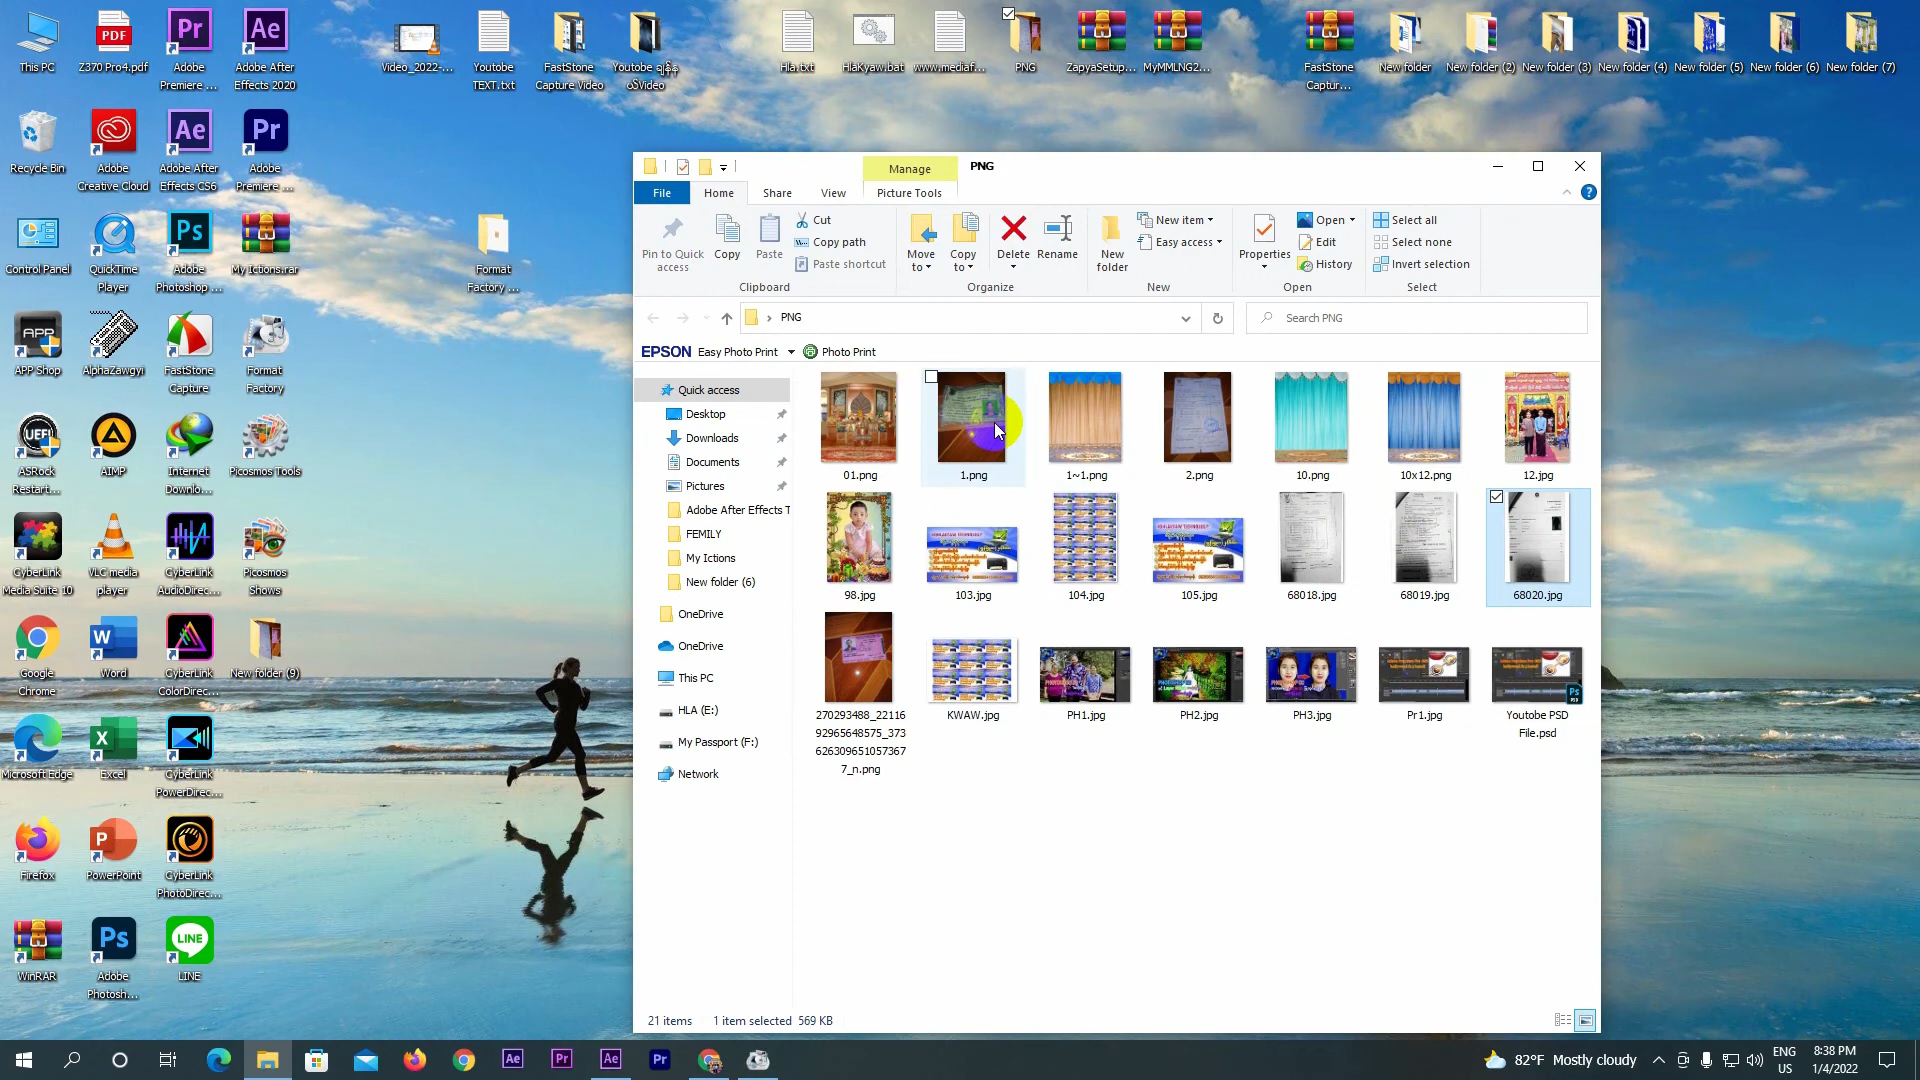 This PC
Z370 Pro4.pdf
Adobe Premiere ...
Adobe After Effects 2020
Video_2022-...
Youtube TEXT.txt
FastStone Capture Video
Hla.txt
HlaKyaw.bat
www.mediaf...
PNG
ZapyaSetup...
MyMMLNG2...
FastStone Captur...
New folder
New folder (2)
New folder (3)
New folder (4)
New folder (5)
New folder (6)
New folder (7)
Recycle Bin
Adobe Creative Cloud
Adobe After Effects CS6
Adobe Premiere ...
Control Panel
QuickTime Player
Adobe Photoshop ...
My Ictions.rar
Format Factory ...
APP Shop
AlphaZawgyi
FastStone Capture
Format Factory
ASRock Restart...
AIMP
Internet Downlo...
Picosmos Tools
CyberLink Media Suite 10
VLC media player
CyberLink AudioDirec...
Picosmos Shows
Google Chrome
Word
CyberLink ColorDirec...
New folder (9)
Microsoft Edge
Excel
CyberLink PowerDirec...
Firefox
PowerPoint
CyberLink PhotoDirec...
WinRAR
Adobe Photosh...
LINE
Manage
PNG
File
Home
Share
View
Picture Tools
Pin to Quick access
Copy
Paste
Cut
Copy path
Paste shortcut
Clipboard
Move to
Copy to
Delete
Rename
Organize
New folder
New item
Easy access
New
Properties
Open
Edit
History
Open
Select all
Select none
Invert selection
Select
PNG
Search PNG
EPSON Easy Photo Print
Photo Print
Quick access
Desktop
Downloads
Documents
Pictures
Adobe After Effects T
FEMILY
My Ictions
New folder (6)
OneDrive
OneDrive
This PC
HLA (E:)
My Passport (F:)
Network
01.png
1.png
1~1.png
2.png
10.png
10x12.png
12.jpg
98.jpg
103.jpg
104.jpg
105.jpg
68018.jpg
68019.jpg
68020.jpg
270293488_22116
92965648575_373
626309651057367
7_n.png
KWAW.jpg
PH1.jpg
PH2.jpg
PH3.jpg
Pr1.jpg
Youtube PSD File.psd
21 items
1 item selected 569 KB
82°F Mostly cloudy
ENG
US
8:38 PM
1/4/2022